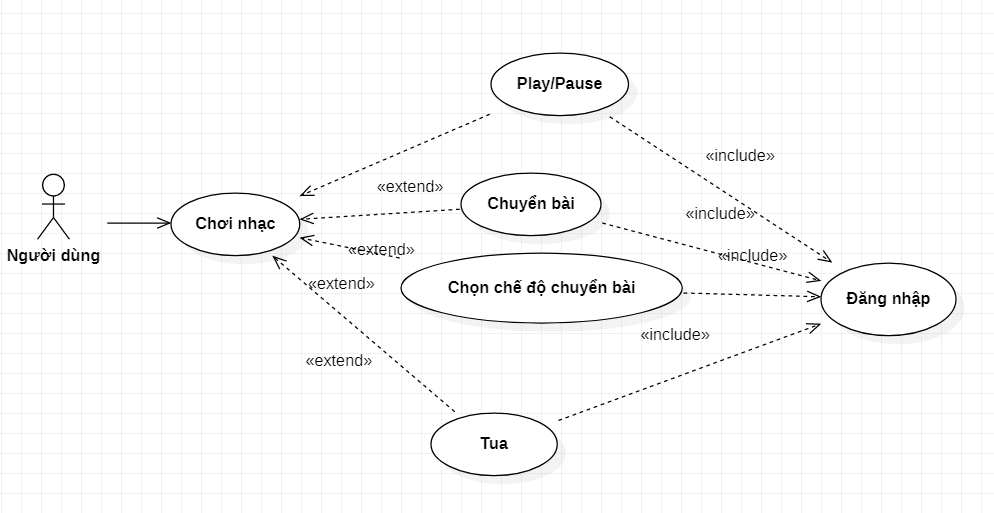 Play/Pause
«include»
«extend»
Chuyển bài
«include»
Chơi nhạc
«extend»
«include»
Người dùng
«extend»
Chọn chế độ chuyển bài
Đăng nhập
«include»
«extend»
Tua